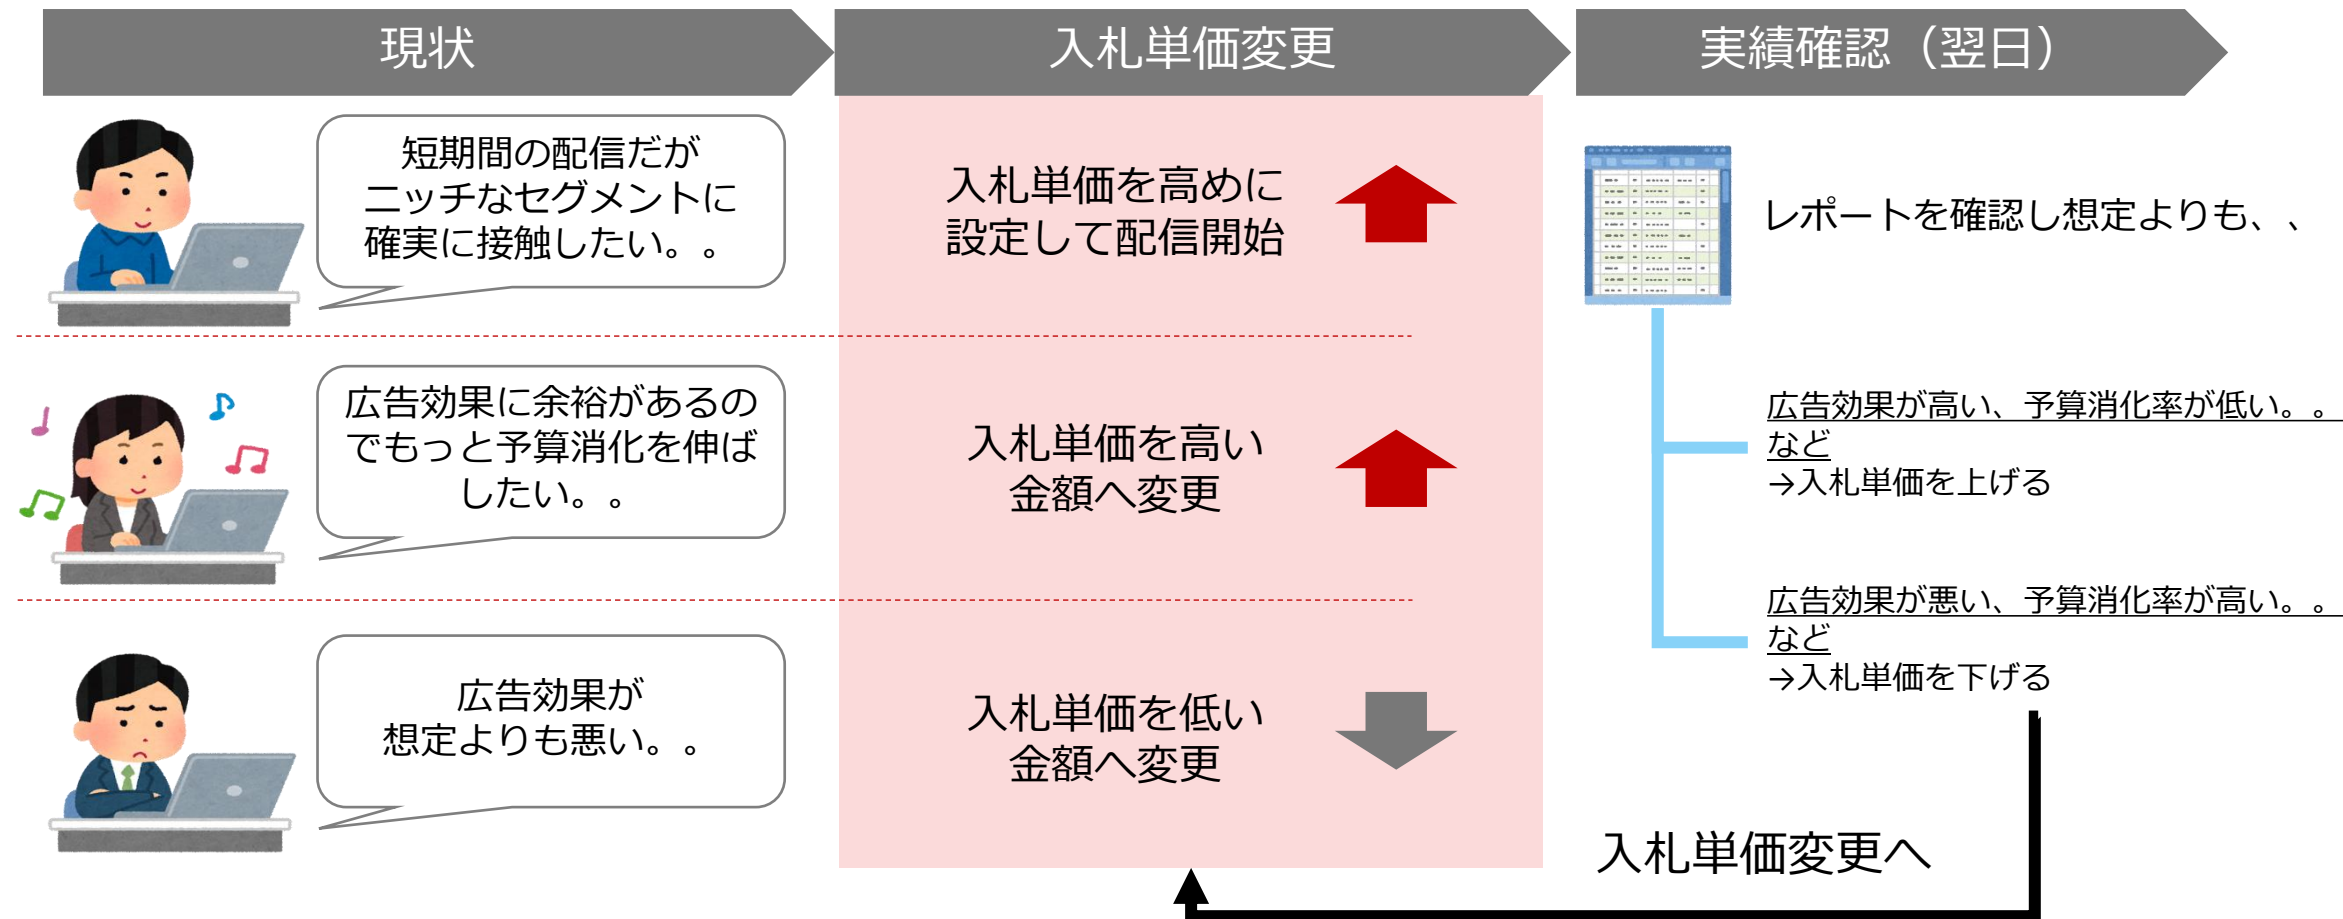 現状
入札単価変更
実績確認（翌日）
短期間の配信だが
ニッチなセグメントに
確実に接触したい。。
入札単価を高めに
設定して配信開始
レポートを確認し想定よりも、、
広告効果に余裕があるの
でもっと予算消化を伸ば
したい。。
入札単価を高い
金額へ変更
広告効果が高い、予算消化率が低い。。
など
→入札単価を上げる
広告効果が悪い、予算消化率が高い。。
など
→入札単価を下げる
広告効果が
想定よりも悪い。。
入札単価を低い
金額へ変更
入札単価変更へ